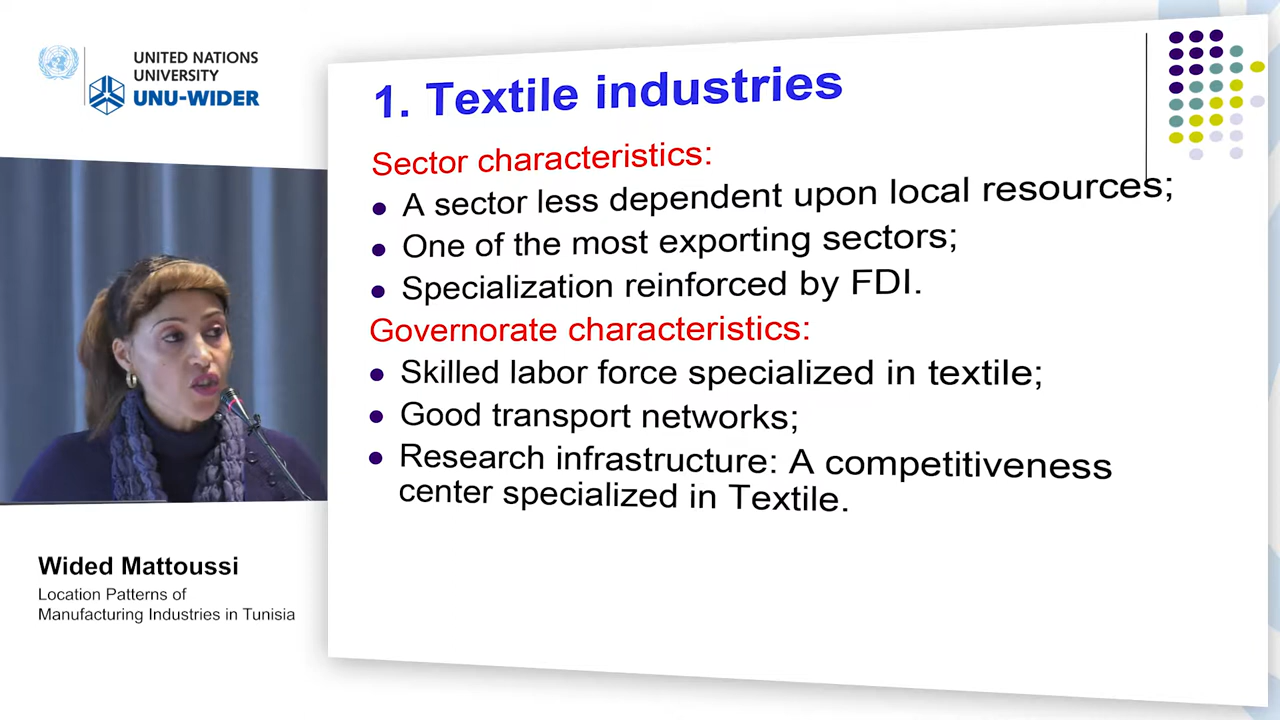 UNITED NATIONS
UNIVERSITY
UNU-WIDER
1. Textile industries
Sector characteristics:
A sector less dependent upon local resources;
One of the most exporting sectors;
Specialization reinforced by FDI.
Governorate characteristics:
Skilled labor force specialized in textile;
Good transport networks;
Research infrastructure: A competitiveness
center specialized in Textile.
Wided Mattoussi
Location Patterns of
Manufacturing Industries in Tunisia